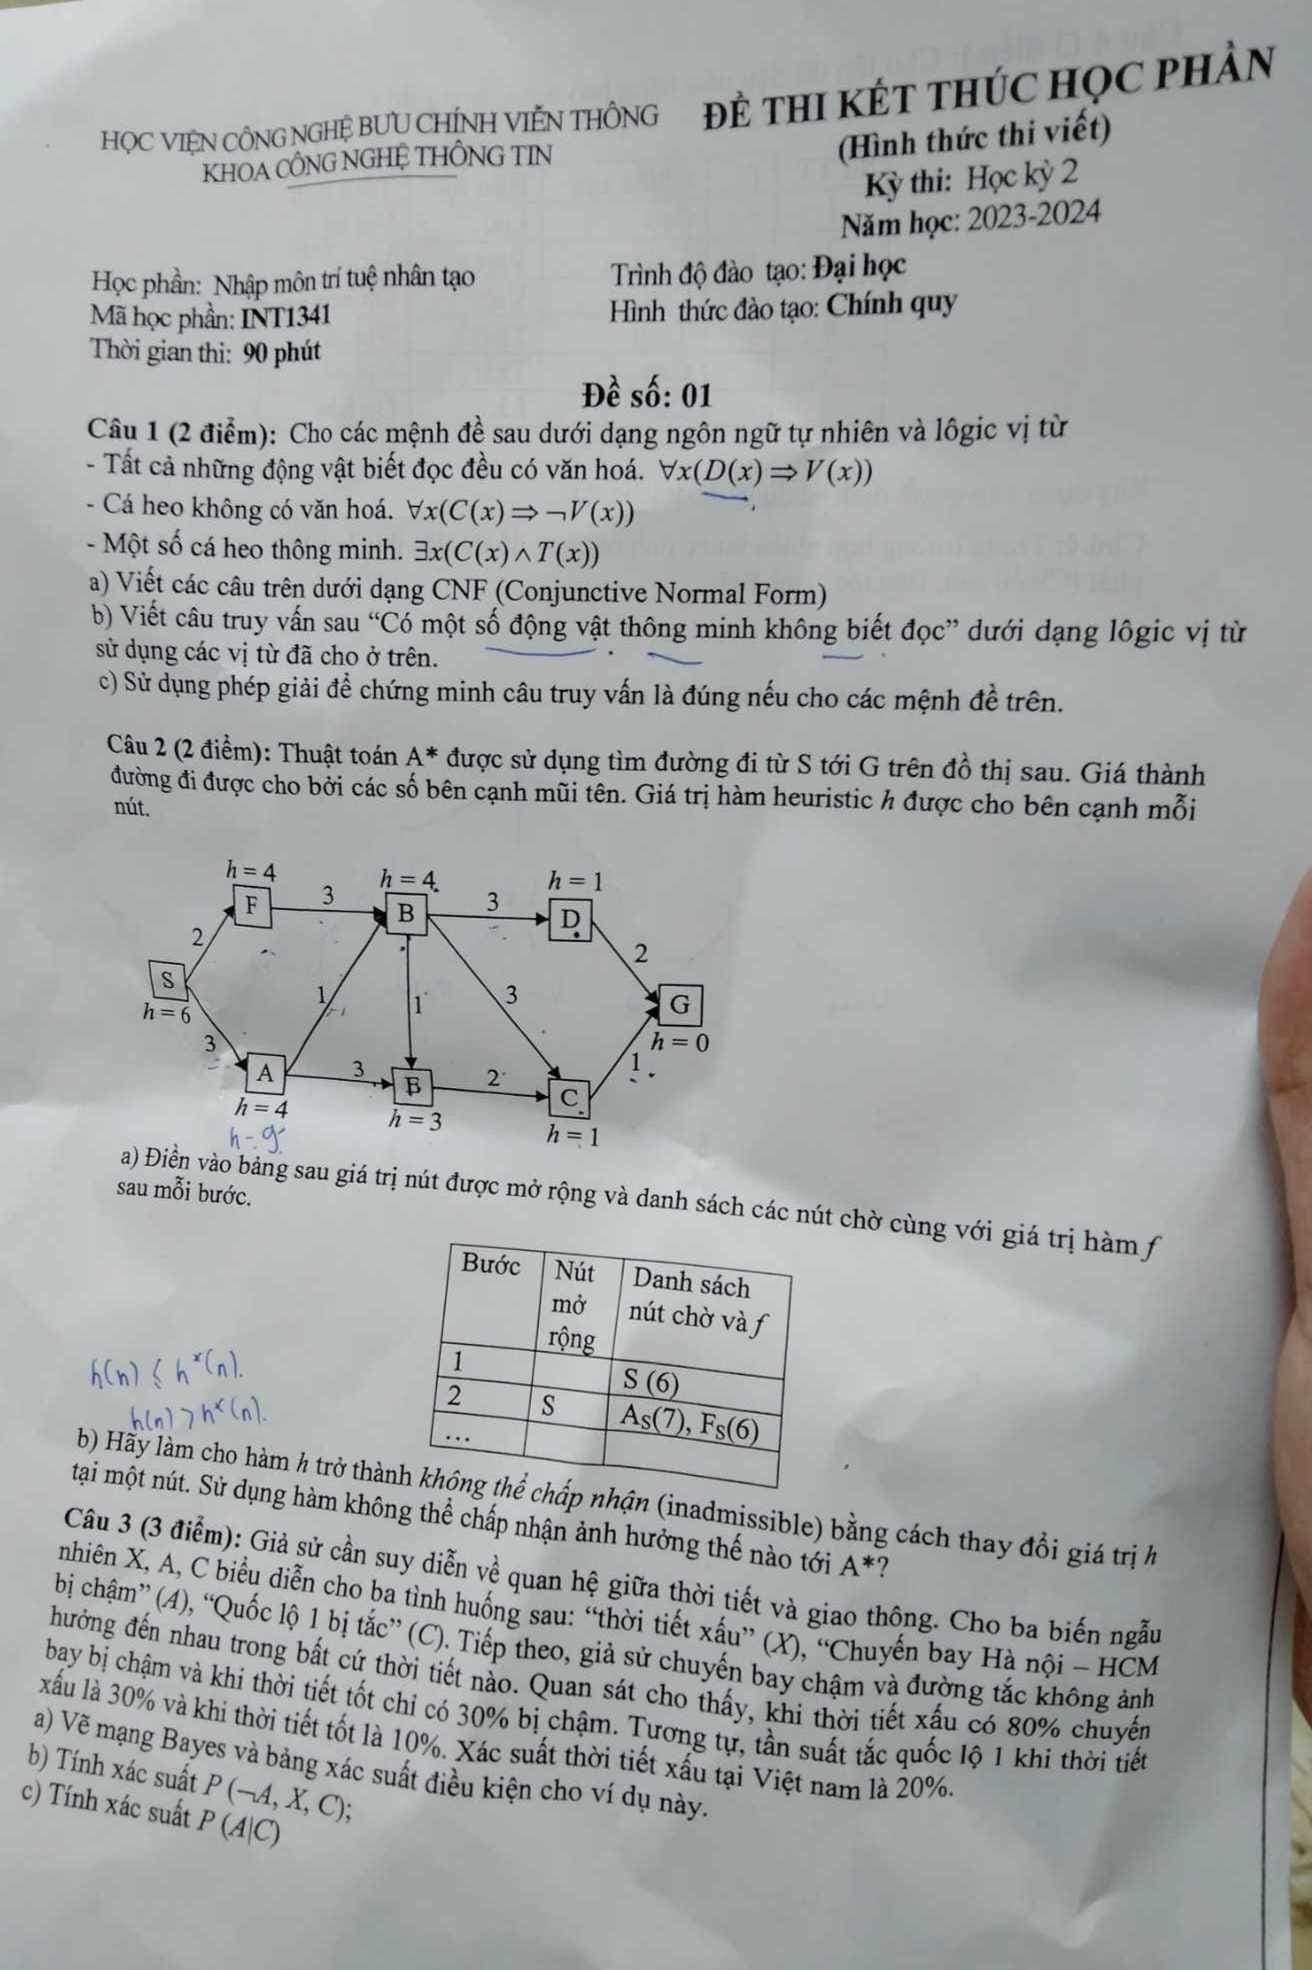 HỌC VIỆN CÔNG NGHỆ BƯU CHÍNH VIỄN THÔNG
KHOA CÔNG NGHỆ THÔNG TIN
ĐỀ THI KẾT THÚC HỌC PHẦN
(Hình thức thi viết)
Kỳ thi: Học kỳ 2
Năm học: 2023-2024
Học phần: Nhập môn trí tuệ nhân tạo
Trình độ đào tạo: Đại học
Mã học phần: INT1341
Hình thức đào tạo: Chính quy
Thời gian thi: 90 phút
Đề số: 01
Câu 1 (2 điểm): Cho các mệnh đề sau dưới dạng ngôn ngữ tự nhiên và lôgic vị từ
- Tất cả những động vật biết đọc đều có văn hoá. ∀x(D(x) ⇒ V(x))
- Cá heo không có văn hoá. ∀x(C(x) ⇒ ¬V(x))
- Một số cá heo thông minh. ∃x(C(x) ∧ T(x))
a) Viết các câu trên dưới dạng CNF (Conjunctive Normal Form)
b) Viết câu truy vấn sau “Có một số động vật thông minh không biết đọc” dưới dạng lôgic vị từ
sử dụng các vị từ đã cho ở trên.
c) Sử dụng phép giải để chứng minh câu truy vấn là đúng nếu cho các mệnh đề trên.
Câu 2 (2 điểm): Thuật toán A* được sử dụng tìm đường đi từ S tới G trên đồ thị sau. Giá thành
đường đi được cho bởi các số bên cạnh mũi tên. Giá trị hàm heuristic h được cho bên cạnh mỗi
nút.
h = 4
h = 4
h = 1
F
3
B
3
D
2
2
S
1
1
3
G
h = 6
h = 0
3
1
A
3
2
C
h = 4
h = 3
h = 1
a) Điền vào bảng sau giá trị nút được mở rộng và danh sách các nút chờ cùng với giá trị hàm f
sau mỗi bước.
Bước
Nút mở rộng
Danh sách nút chờ và f
1
S (6)
2
S
A_S(7), F_S(6)
...
h(n) ≤ h*(n).
h(n) > h*(n).
b) Hãy làm cho hàm h trở thành không thể chấp nhận (inadmissible) bằng cách thay đổi giá trị h
tại một nút. Sử dụng hàm không thể chấp nhận ảnh hưởng thế nào tới A*?
Câu 3 (3 điểm): Giả sử cần suy diễn về quan hệ giữa thời tiết và giao thông. Cho ba biến ngẫu
nhiên X, A, C biểu diễn cho ba tình huống sau: “thời tiết xấu” (X), “Chuyến bay Hà nội – HCM
bị chậm” (A), “Quốc lộ 1 bị tắc” (C). Tiếp theo, giả sử chuyến bay chậm và đường tắc không ảnh
hưởng đến nhau trong bất cứ thời tiết nào. Quan sát cho thấy, khi thời tiết xấu có 80% chuyến
bay bị chậm và khi thời tiết tốt chỉ có 30% bị chậm. Tương tự, tần suất tắc quốc lộ 1 khi thời tiết
xấu là 30% và khi thời tiết tốt là 10%. Xác suất thời tiết xấu tại Việt nam là 20%.
a) Vẽ mạng Bayes và bảng xác suất điều kiện cho ví dụ này.
b) Tính xác suất P (¬A, X, C);
c) Tính xác suất P (A|C)